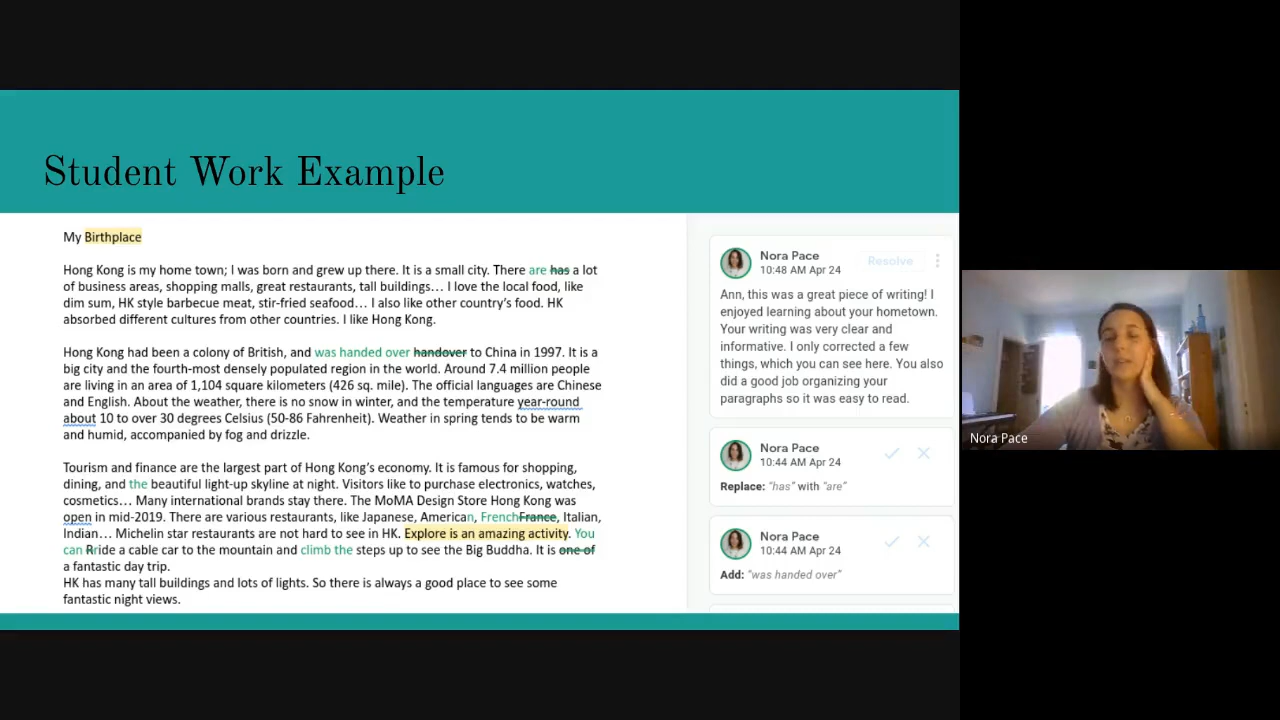 Student Work Example
My Birthplace
Hong Kong is my home town; I was born and grew up there. It is a small city. There are has a lot
of business areas, shopping malls, great restaurants, tall buildings… I love the local food, like
dim sum, HK style barbecue meat, stir-fried seafood… I also like other country's food. HK
absorbed different cultures from other countries. I like Hong Kong.
Hong Kong had been a colony of British, and was handed over handover to China in 1997. It is a
big city and the fourth-most densely populated region in the world. Around 7.4 million people
are living in an area of 1,104 square kilometers (426 sq. mile). The official languages are Chinese
and English. About the weather, there is no snow in winter, and the temperature year-round
about 10 to over 30 degrees Celsius (50-86 Fahrenheit). Weather in spring tends to be warm
and humid, accompanied by fog and drizzle.
Tourism and finance are the largest part of Hong Kong's economy. It is famous for shopping,
dining, and the beautiful light-up skyline at night. Visitors like to purchase electronics, watches,
cosmetics… Many international brands stay there. The MoMA Design Store Hong Kong was
open in mid-2019. There are various restaurants, like Japanese, American, FrenchFrance, Italian,
Indian… Michelin star restaurants are not hard to see in HK. Explore is an amazing activity. You
can Rride a cable car to the mountain and climb the steps up to see the Big Buddha. It is one of
a fantastic day trip.
HK has many tall buildings and lots of lights. So there is always a good place to see some
fantastic night views.
Nora Pace
10:48 AM Apr 24
Resolve
Ann, this was a great piece of writing! I
enjoyed learning about your hometown.
Your writing was very clear and
informative. I only corrected a few
things, which you can see here. You also
did a good job organizing your
paragraphs so it was easy to read.
Nora Pace
10:44 AM Apr 24
Replace: "has" with "are"
Nora Pace
10:44 AM Apr 24
Add: "was handed over"
Nora Pace